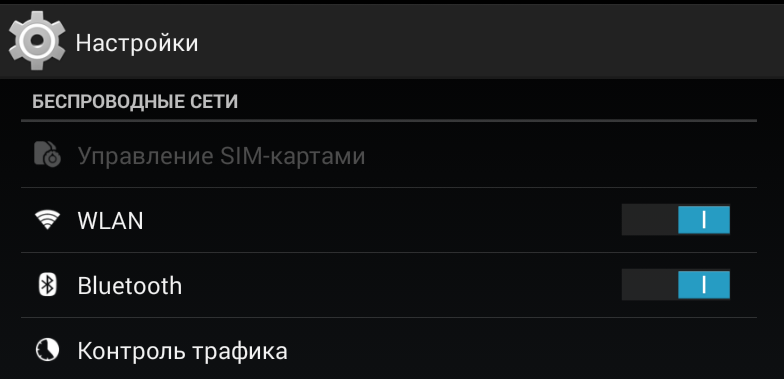 Настройки
БЕСПРОВОДНЫЕ СЕТИ
Управление SIM-картами
WLAN
Bluetooth
Контроль трафика